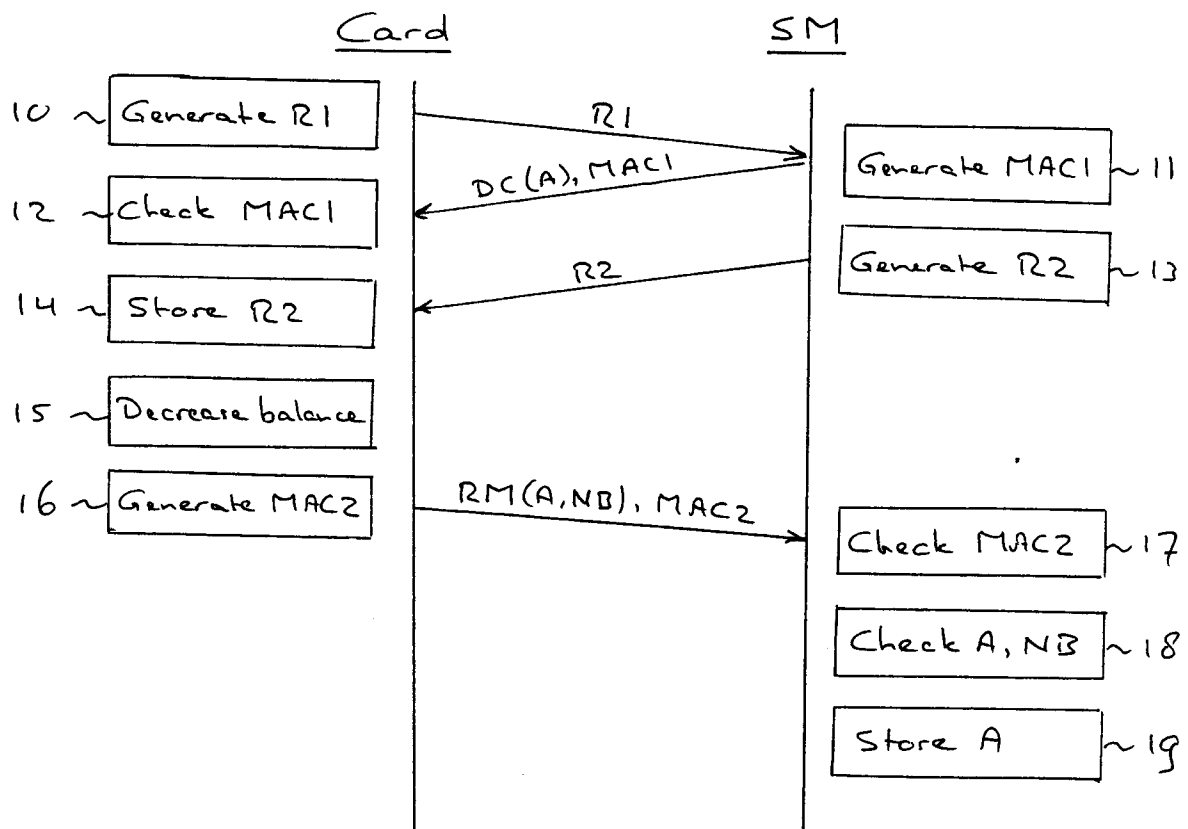 Card SM
10 Generate R1
R1
Generate MAC1 11
DC(A), MAC1
12 Check MAC1
Generate R2 13
R2
14 Store R2
15 Decrease balance
16 Generate MAC2
RM(A,NB), MAC2
Check MAC2 17
Check A, NB 18
Store A 19